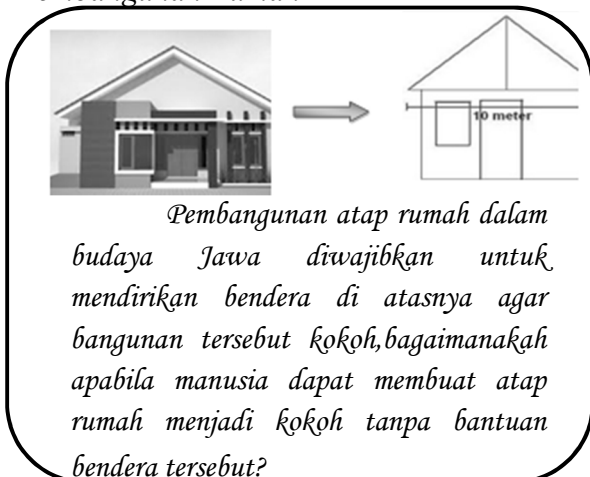 10 meter
Pembangunan atap rumah dalam
budaya Jawa diwajibkan untuk
mendirikan bendera di atasnya agar
bangunan tersebut kokoh,bagaimanakah
apabila manusia dapat membuat atap
rumah menjadi kokoh tanpa bantuan
bendera tersebut?